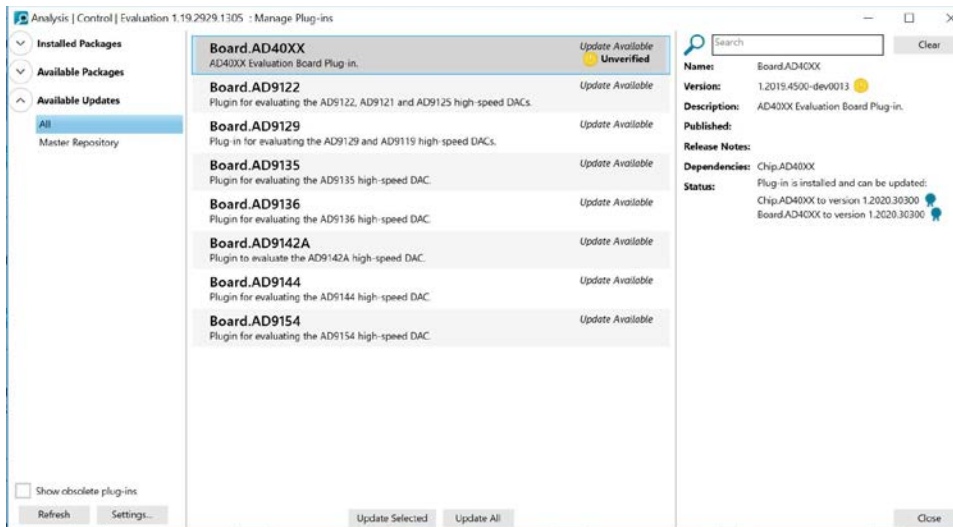 Analysis | Control | Evaluation 1.19.2929.1305 : Manage Plug-ins
Installed Packages
Available Packages
Available Updates
All
Master Repository
Show obsolete plug-ins
Refresh
Settings...
Board.AD40XX
Update Available
AD40XX Evaluation Board Plug-in.
Unverified
Board.AD9122
Update Available
Plugin for evaluating the AD9122, AD9121 and AD9125 high-speed DACs.
Board.AD9129
Update Available
Plug-in for evaluating the AD9129 and AD9119 high-speed DACs.
Board.AD9135
Update Available
Plugin for evaluating the AD9135 high-speed DAC.
Board.AD9136
Update Available
Plugin for evaluating the AD9136 high-speed DAC.
Board.AD9142A
Update Available
Plugin to evaluate the AD9142A high-speed DAC.
Board.AD9144
Update Available
Plugin for evaluating the AD9144 high-speed DAC.
Board.AD9154
Update Available
Plugin for evaluating the AD9154 high-speed DAC.
Update Selected
Update All
Search
Clear
Name: Board.AD40XX
Version: 1.2019.4500-dev0013
Description: AD40XX Evaluation Board Plug-in.
Published:
Release Notes:
Dependencies: Chip.AD40XX
Status: Plug-in is installed and can be updated:
Chip.AD40XX to version 1.2020.30300
Board.AD40XX to version 1.2020.30300
Close